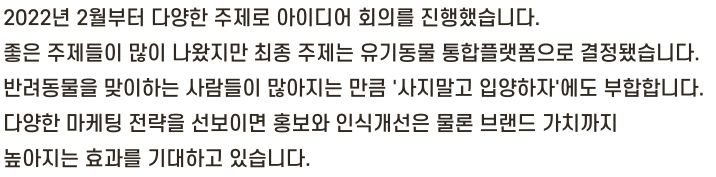 2022년 2월부터 다양한 주제로 아이디어 회의를 진행했습니다.
좋은 주제들이 많이 나왔지만 최종 주제는 유기동물 통합플랫폼으로 결정됐습니다.
반려동물을 맞이하는 사람들이 많아지는 만큼 '사지말고 입양하자'에도 부합합니다.
다양한 마케팅 전략을 선보이면 홍보와 인식개선은 물론 브랜드 가치까지
높아지는 효과를 기대하고 있습니다.